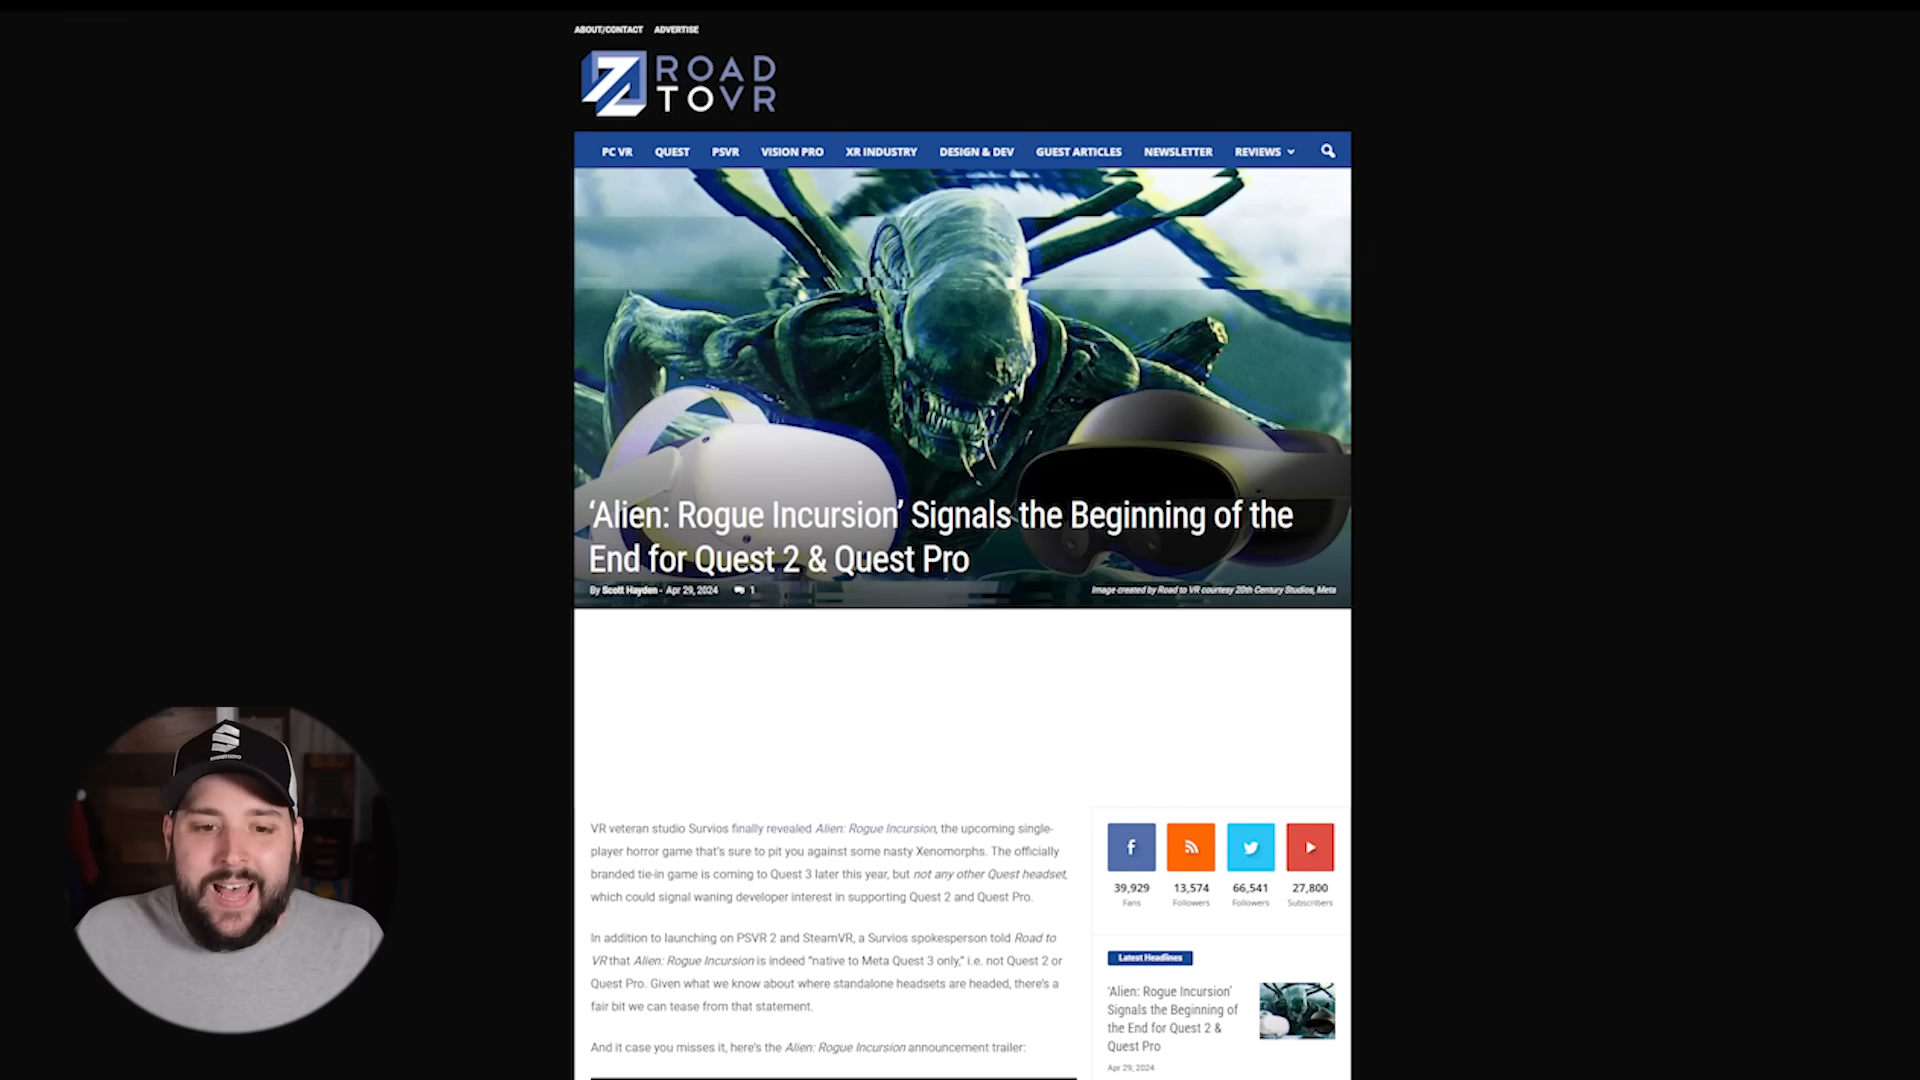 ABOUT/CONTACT ADVERTISE
ROAD
TOVR
PC VR QUEST PSVR VISION PRO XR INDUSTRY DESIGN & DEV GUEST ARTICLES NEWSLETTER REVIEWS
‘Alien: Rogue Incursion’ Signals the Beginning of the
End for Quest 2 & Quest Pro
By Scott Hayden - Apr 29, 2024 1
Image created by Road to VR courtesy 20th Century Studios, Meta
VR veteran studio Survios finally revealed Alien: Rogue Incursion, the upcoming single-
player horror game that's sure to pit you against some nasty Xenomorphs. The officially
branded tie-in game is coming to Quest 3 later this year, but not any other Quest headset,
which could signal waning developer interest in supporting Quest 2 and Quest Pro.
In addition to launching on PSVR 2 and SteamVR, a Survios spokesperson told Road to
VR that Alien: Rogue Incursion is indeed "native to Meta Quest 3 only," i.e. not Quest 2 or
Quest Pro. Given what we know about where standalone headsets are headed, there's a
fair bit we can tease from that statement.
And it case you misses it, here's the Alien: Rogue Incursion announcement trailer:
39,929 13,574 66,541 27,800
Fans Followers Followers Subscribers
Latest Headlines
‘Alien: Rogue Incursion’
Signals the Beginning of
the End for Quest 2 &
Quest Pro
Apr 29, 2024